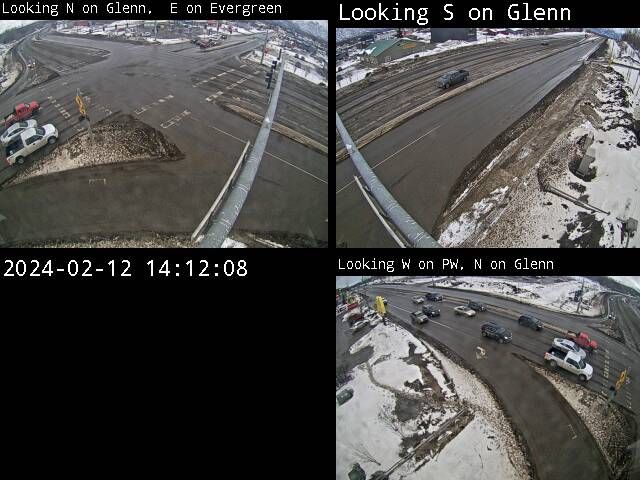 Looking N on Glenn,  E on Evergreen
Looking S on Glenn
2024-02-12 14:12:08
Looking W on PW, N on Glenn